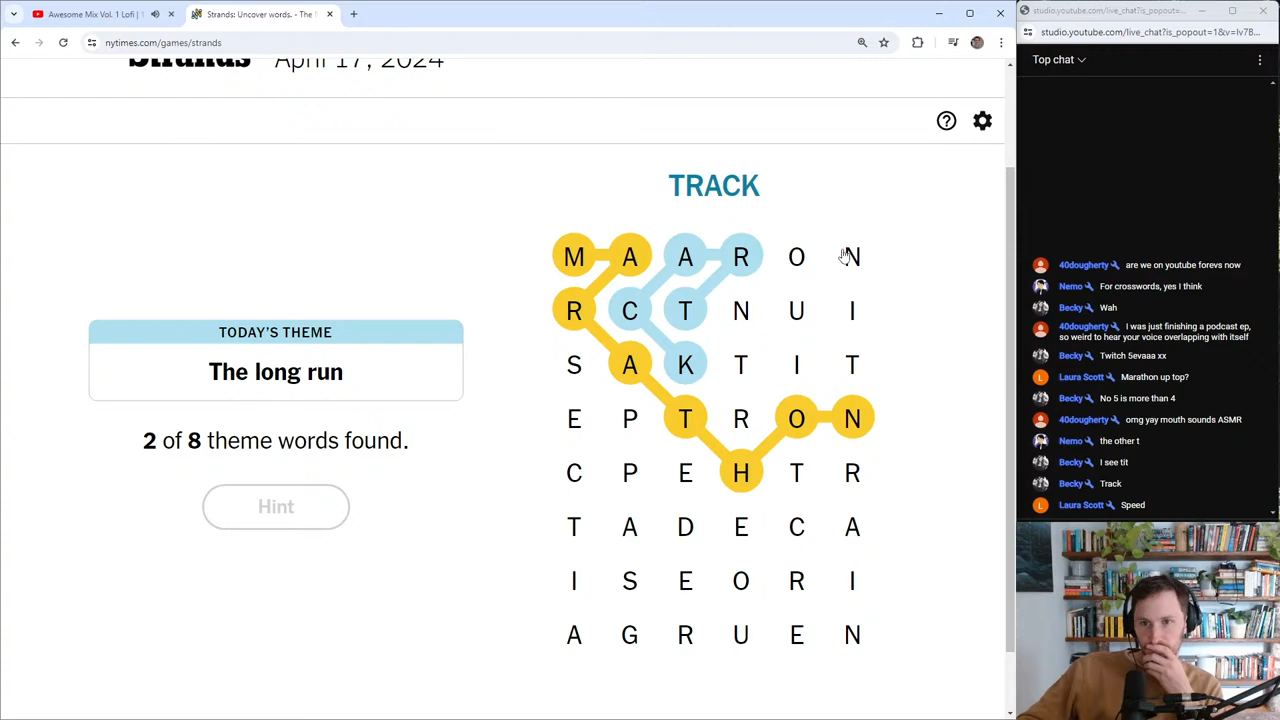 Awesome Mix Vol. 1 Lofi | 1
Strands: Uncover words. - The
nytimes.com/games/strands
Strands April 17, 2024
TODAY'S THEME
The long run
2 of 8 theme words found.
Hint
TRACK
M A A R O N
R C T N U I
S A K T I T
E P T R O N
C P E H T R
T A D E C A
I S E O R I
A G R U E N
studio.youtube.com/live_chat?is_popout=...
studio.youtube.com/live_chat?is_popout=1&v=Iv7B...
Top chat
40dougherty are we on youtube forevs now
Nemo For crosswords, yes I think
Becky Wah
40dougherty I was just finishing a podcast ep,
so weird to hear your voice overlapping with itself
Becky Twitch 5evaaa xx
Laura Scott Marathon up top?
Becky No 5 is more than 4
40dougherty omg yay mouth sounds ASMR
Nemo the other t
Becky I see tit
Becky Track
Laura Scott Speed